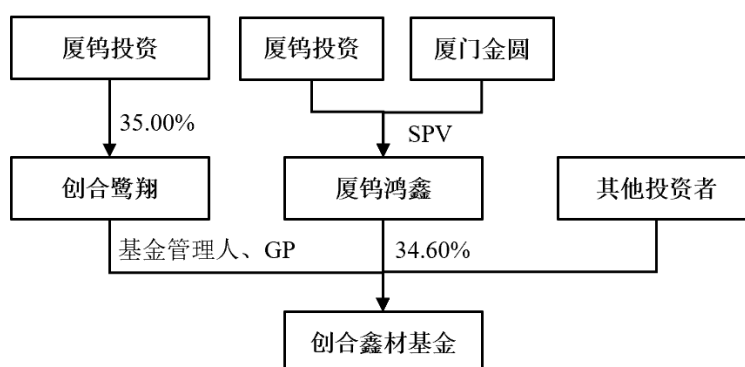 厦钨投资
厦钨投资
厦门金圆
35.00%
SPV
创合鹭翔
厦钨鸿鑫
其他投资者
基金管理人、GP
34.60%
创合鑫材基金